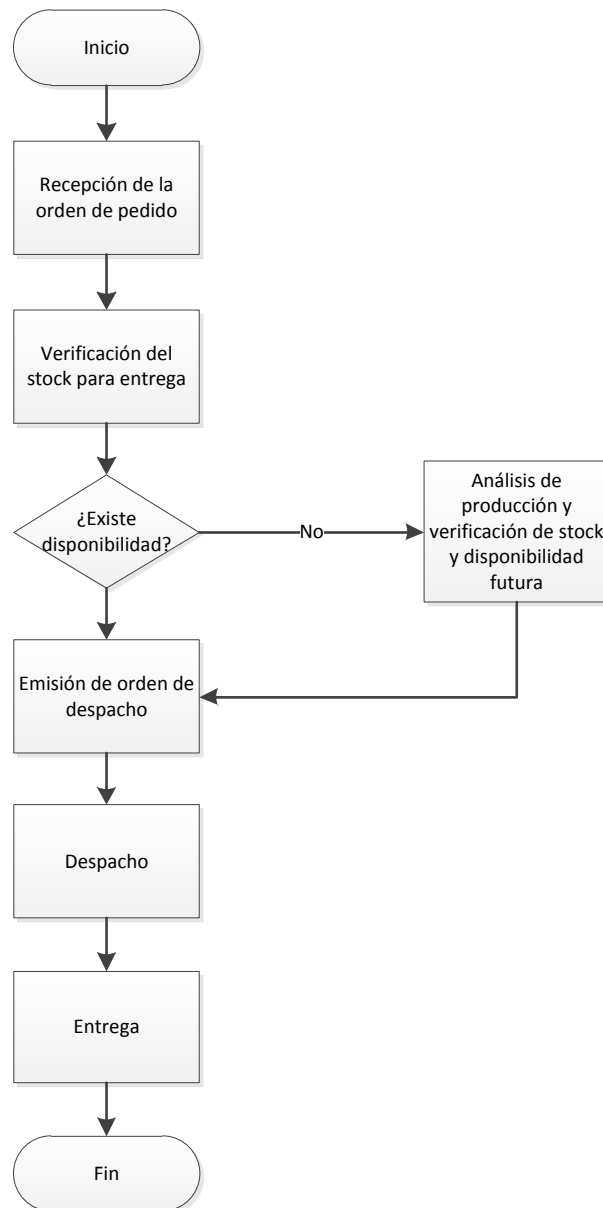 Inicio
Recepción de la
orden de pedido
Verificación del
stock para entrega
¿Existe
disponibilidad?
No
Análisis de
producción y
verificación de stock
y disponibilidad
futura
Emisión de orden de
despacho
Despacho
Entrega
Fin